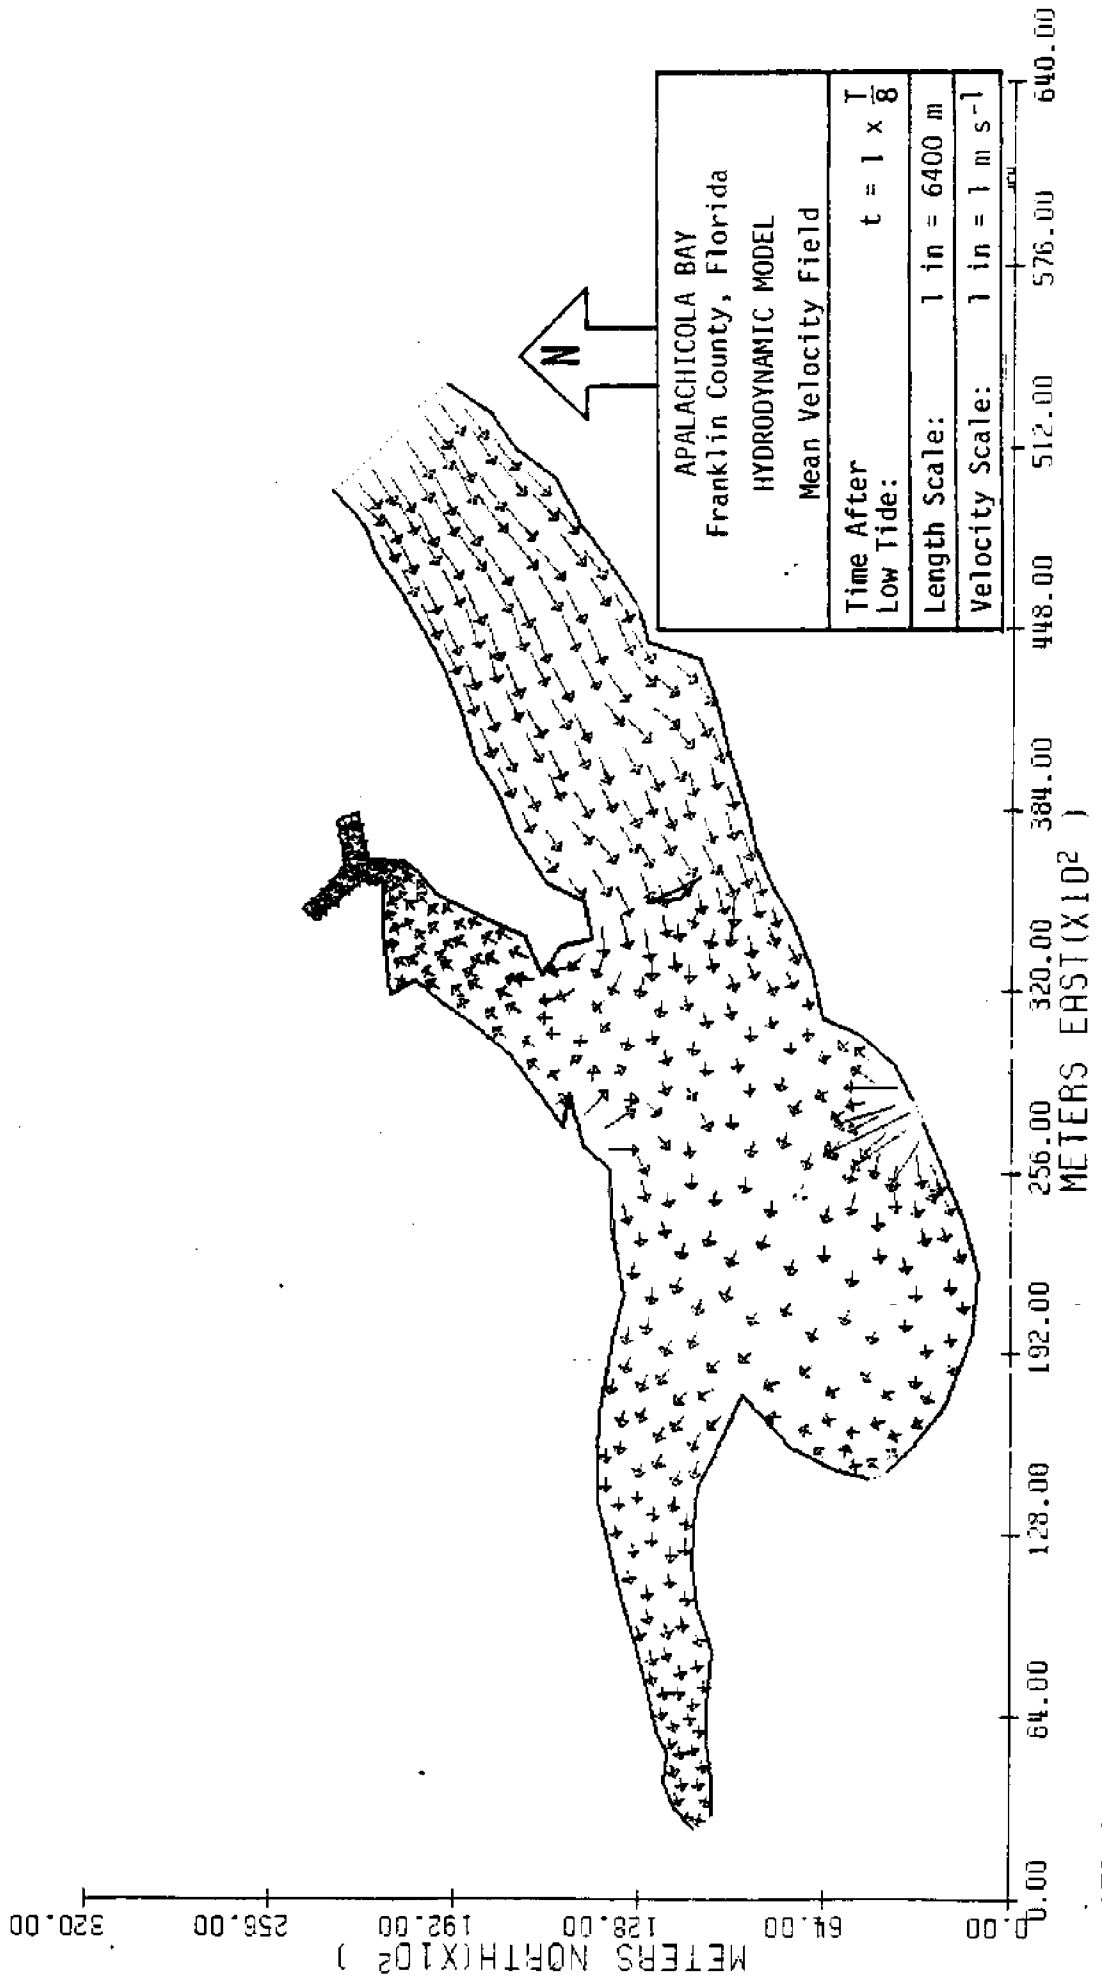 320.00
256.00
192.00
128.00
64.00
0.00
METERS NORTH(X10² )
N
APALACHICOLA BAY
Franklin County, Florida
HYDRODYNAMIC MODEL
Mean Velocity Field
Time After
Low Tide: t = 1 x T/8
Length Scale: 1 in = 6400 m
Velocity Scale: 1 in = 1 m s⁻¹
0.00 64.00 128.00 192.00 256.00 320.00 384.00 448.00 512.00 576.00 640.00
METERS EAST(X10² )